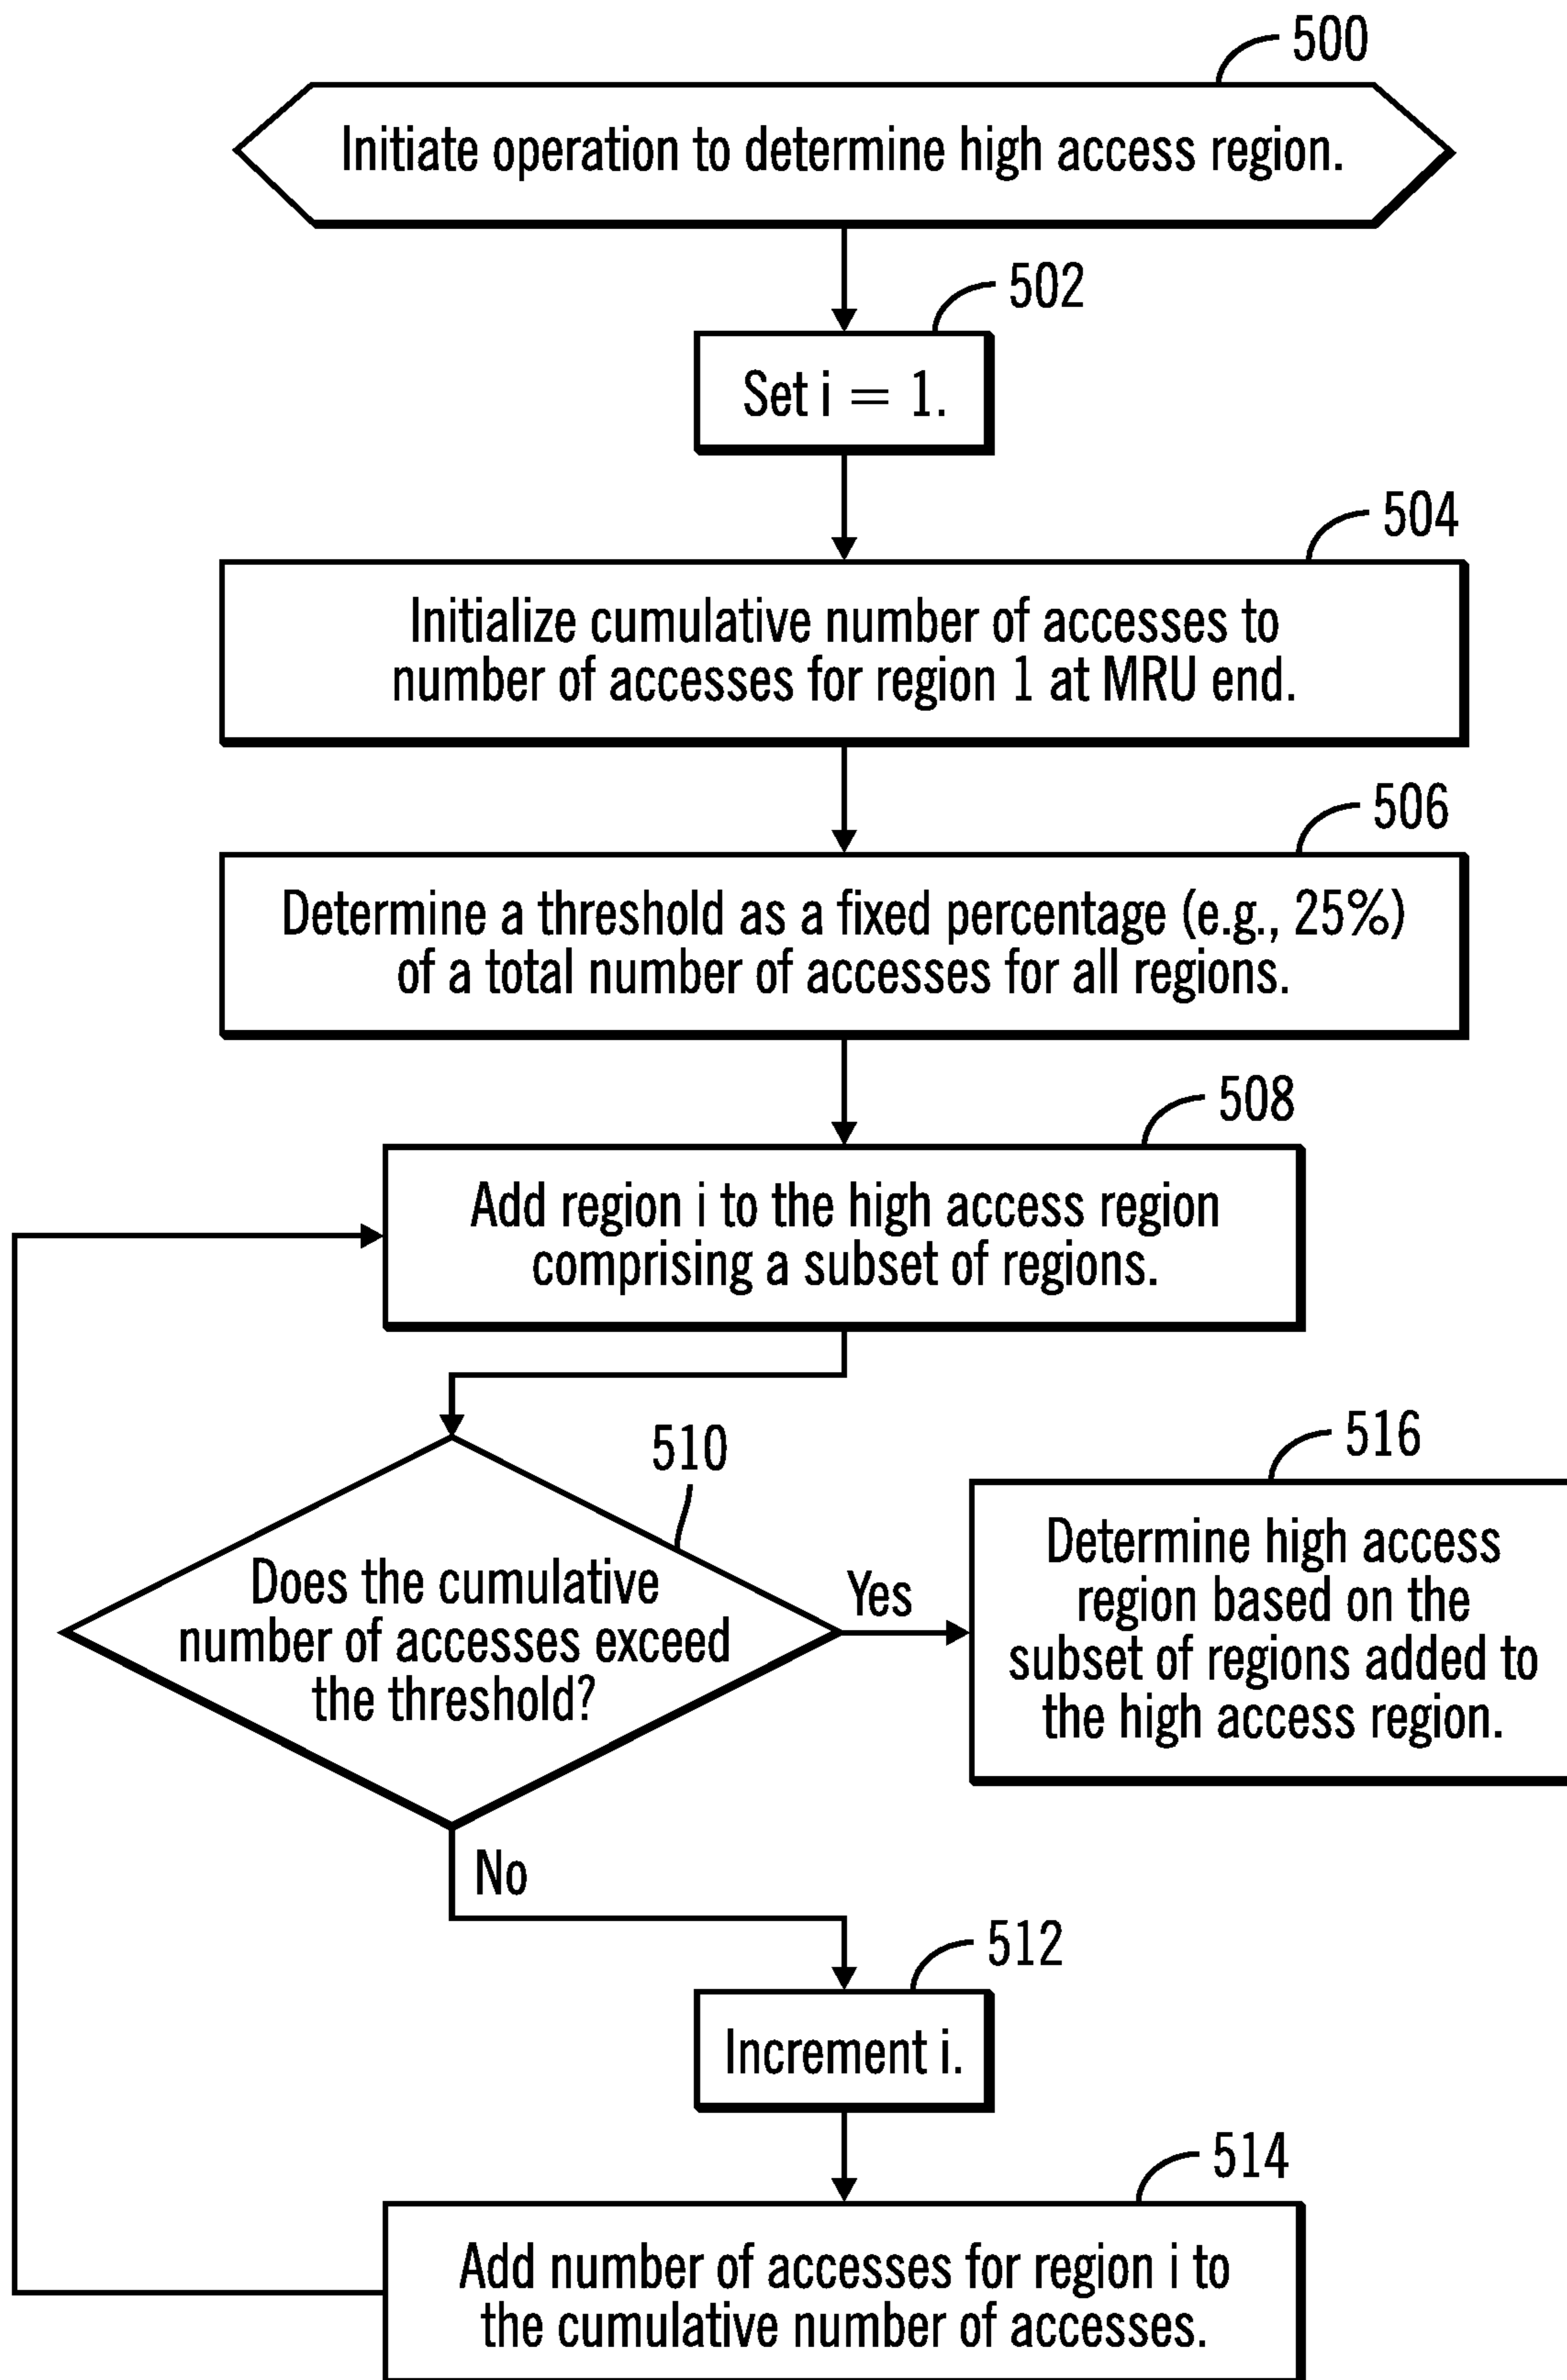 500
Initiate operation to determine high access region.
502
Set i = 1.
504
Initialize cumulative number of accesses to
number of accesses for region 1 at MRU end.
506
Determine a threshold as a fixed percentage (e.g., 25%)
of a total number of accesses for all regions.
508
Add region i to the high access region
comprising a subset of regions.
510
Does the cumulative
number of accesses exceed
the threshold?
Yes
516
Determine high access
region based on the
subset of regions added to
the high access region.
No
512
Increment i.
514
Add number of accesses for region i to
the cumulative number of accesses.